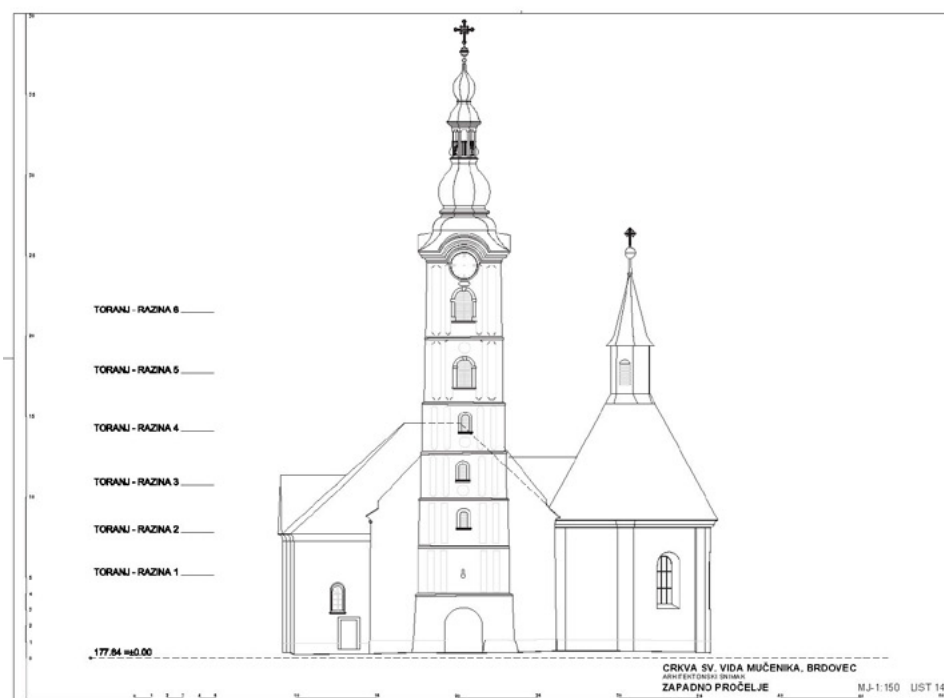 TORANJ - RAZINA 6
TORANJ - RAZINA 5
TORANJ - RAZINA 4
TORANJ - RAZINA 3
TORANJ - RAZINA 2
TORANJ - RAZINA 1
177.84 =±0.00
CRKVA SV. VIDA MUČENIKA, BRDOVEC
ARHITEKTONSKI SNIMAK
ZAPADNO PROČELJE MJ-1:150 LIST 14